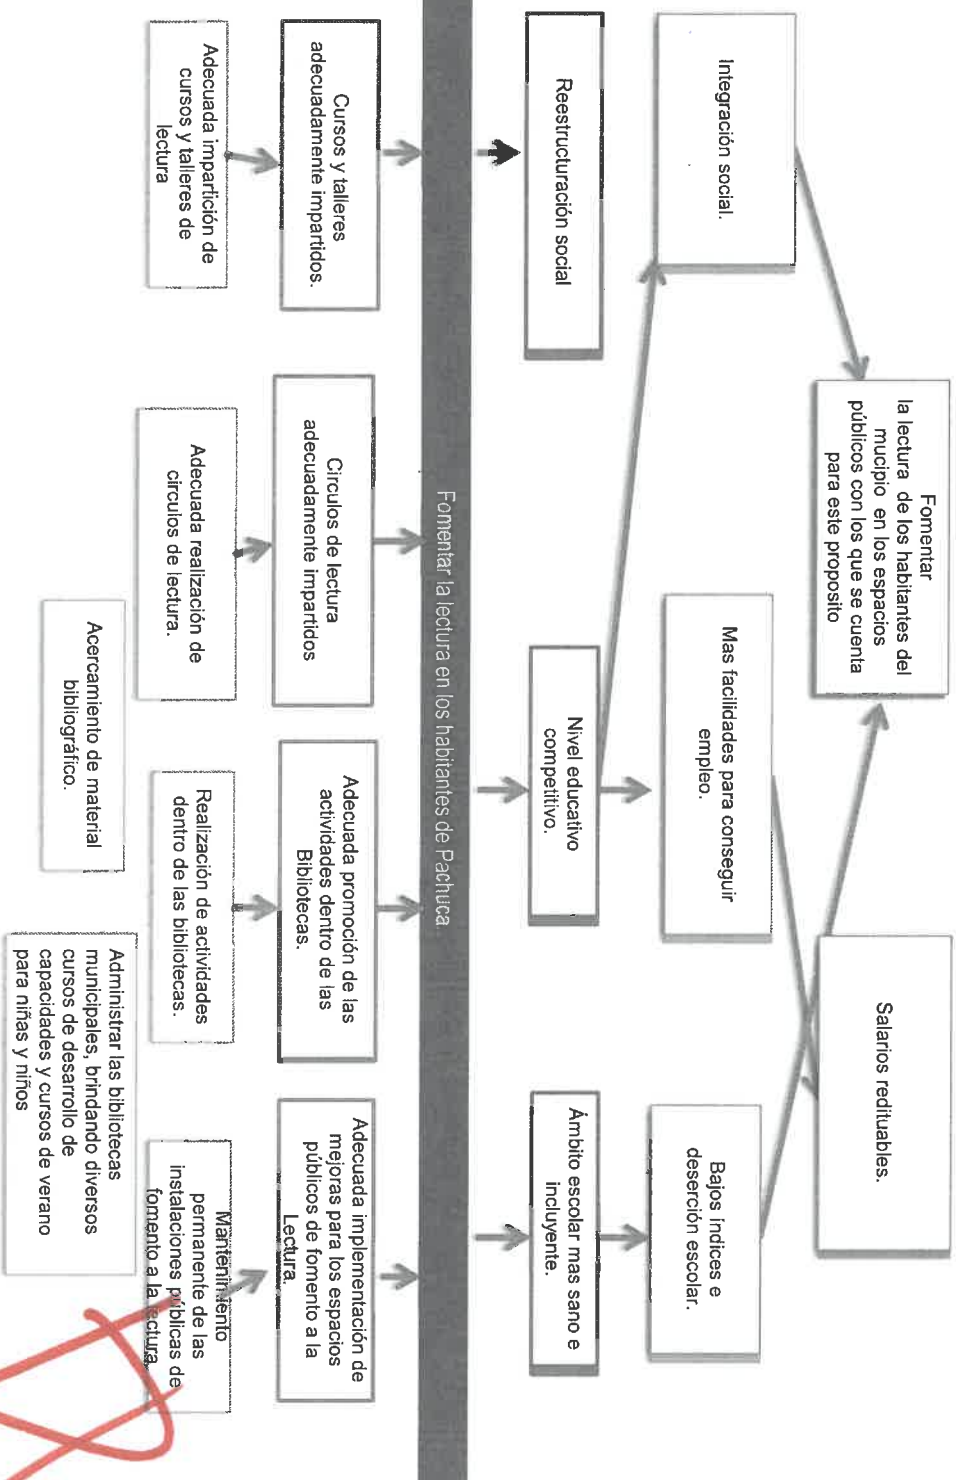 Fomentar
la lectura de los habitantes del
mucipio en los espacios
públicos con los que se cuenta
para este proposito
Salarios redituables.
Integración social.
Mas facilidades para conseguir
empleo.
Bajos indices e
deserción escolar.
Reestructuración social
Nivel educativo
competitivo.
Ámbito escolar mas sano e
incluyente.
Fomentar la lectura en los habitantes de Pachuca.
Cursos y talleres
adecuadamente impartidos.
Circulos de lectura
adecuadamente impartidos
Adecuada promoción de las
actividades dentro de las
Bibliotecas.
Adecuada implementación de
mejoras para los espacios
públicos de fomento a la
Lectura.
Adecuada impartición de
cursos y talleres de
lectura
Adecuada realización de
circulos de lectura.
Realización de actividades
dentro de las bibliotecas.
Mantenimiento
permanente de las
instalaciones públicas de
fomento a la lectura.
Acercamiento de material
bibliográfico.
Administrar las bibliotecas
municipales, brindando diversos
cursos de desarrollo de
capacidades y cursos de verano
para niñas y niños